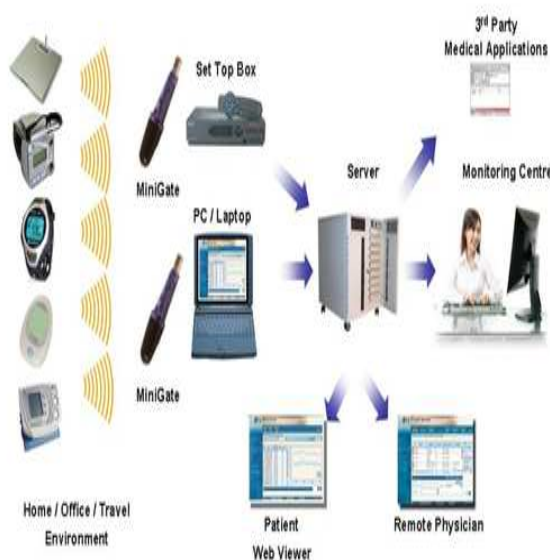 3rd Party
Medical Applications
Set Top Box
Server
Monitoring Centre
MiniGate
PC / Laptop
MiniGate
Home / Office / Travel
Environment
Patient
Web Viewer
Remote Physician